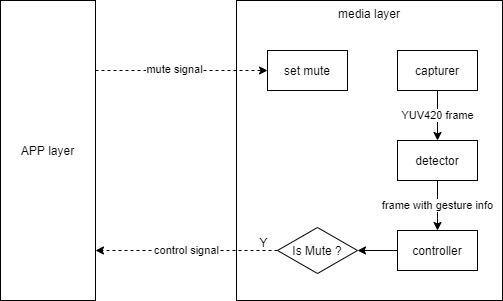 media layer
mute signal
set mute
capturer
YUV420 frame
APP layer
detector
frame with gesture info
Y
control signal
Is Mute ?
controller